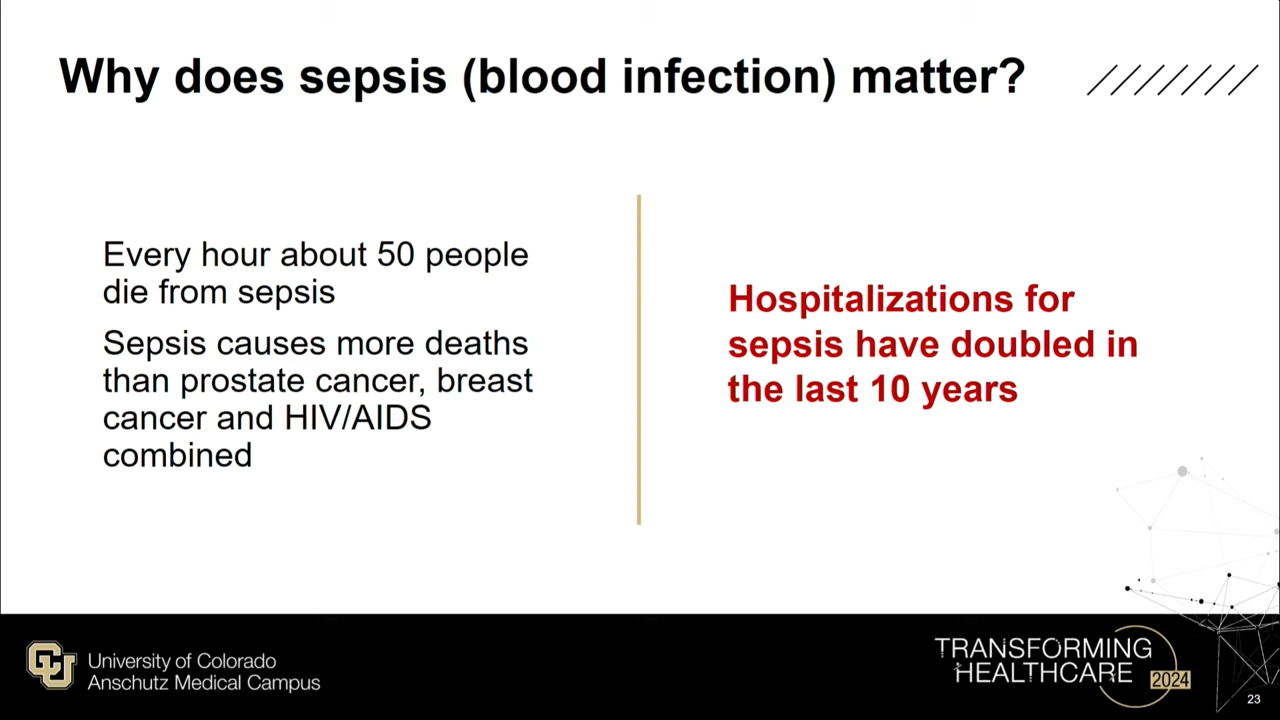 Why does sepsis (blood infection) matter?
Every hour about 50 people
die from sepsis
Sepsis causes more deaths
than prostate cancer, breast
cancer and HIV/AIDS
combined
Hospitalizations for
sepsis have doubled in
the last 10 years
CU
University of Colorado
Anschutz Medical Campus
TRANSFORMING
HEALTHCARE
2024
23